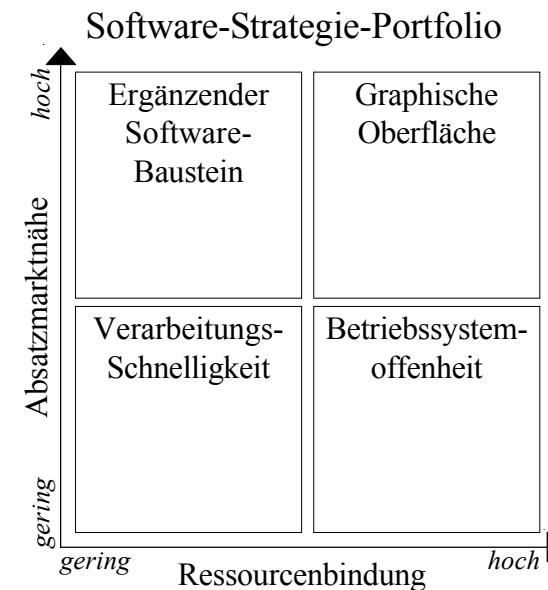 Software-Strategie-Portfolio
hoch
Ergänzender
Software-
Baustein
Graphische
Oberfläche
Absatzmarktnähe
Verarbeitungs-
Schnelligkeit
Betriebssystem-
offenheit
gering
gering
hoch
Ressourcenbindung